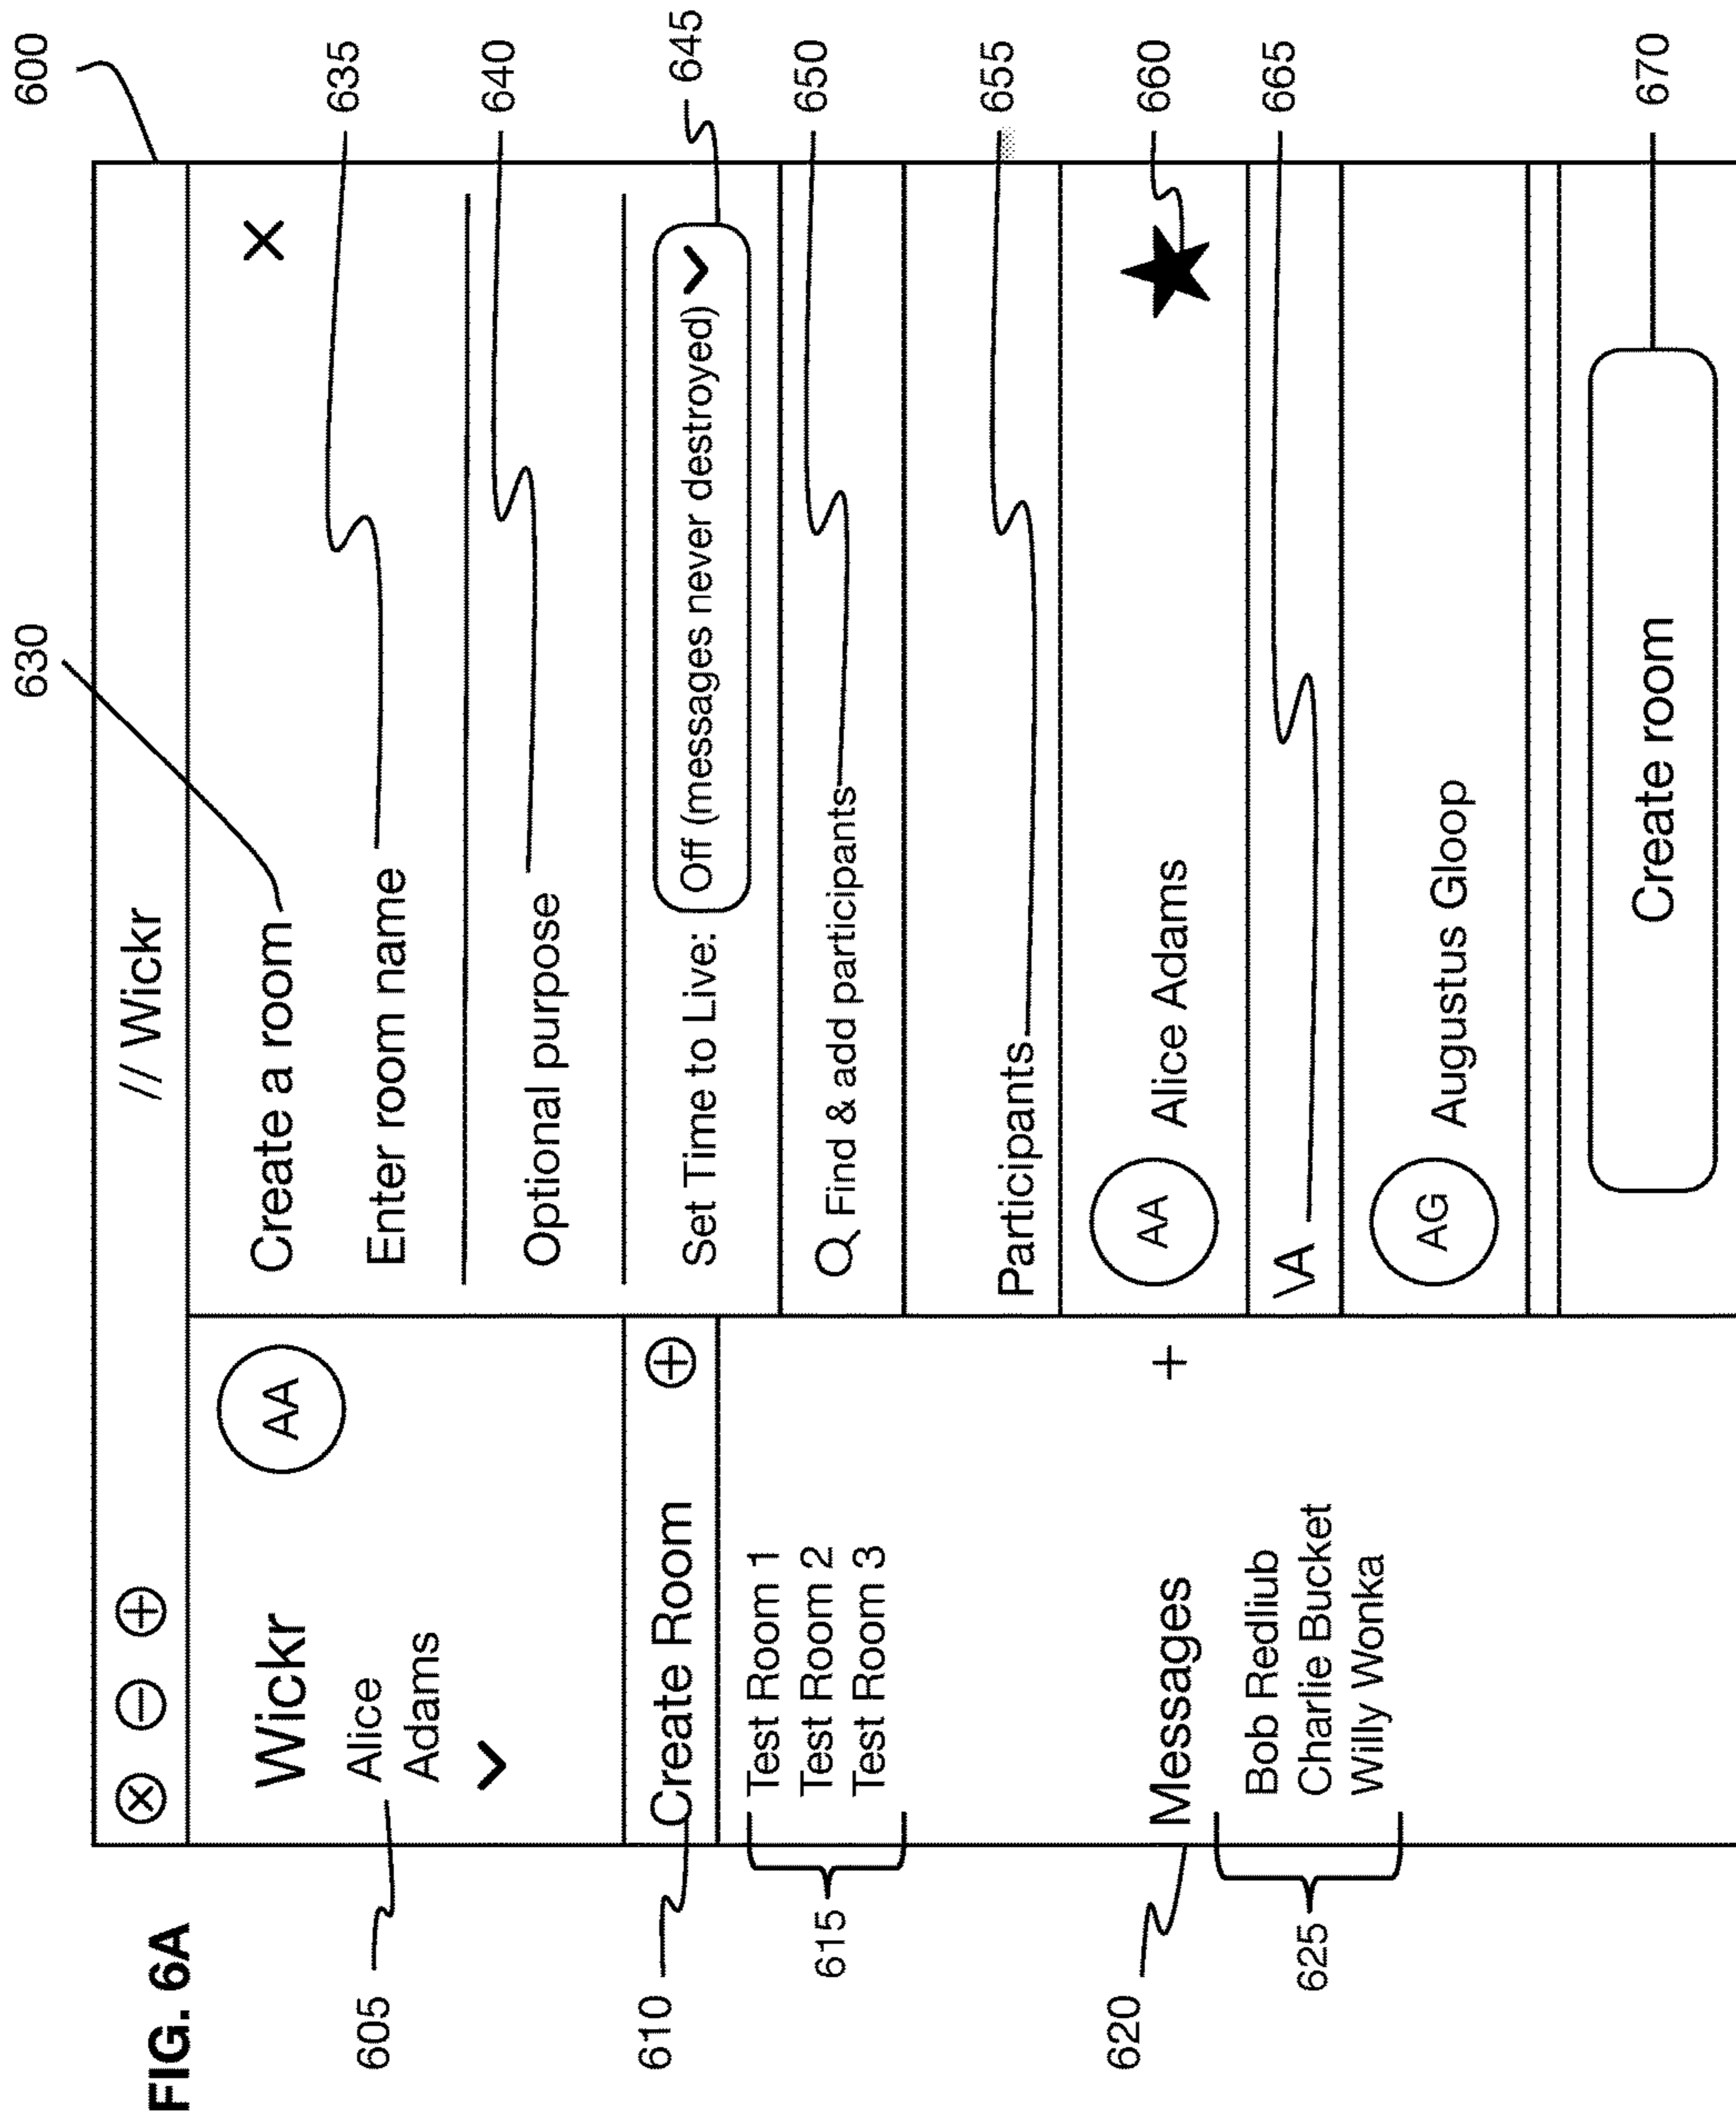 FIG. 6A
600
// Wickr
605
Wickr
AA
Alice
Adams
610
Create Room
615
Test Room 1
Test Room 2
Test Room 3
620
Messages
+
625
Bob Redliub
Charlie Bucket
Willy Wonka
630
Create a room
635
Enter room name
640
Optional purpose
645
Set Time to Live: Off (messages never destroyed)
650
Find & add participants
655
Participants
660
AA Alice Adams
665
\A
AG Augustus Gloop
670
Create room